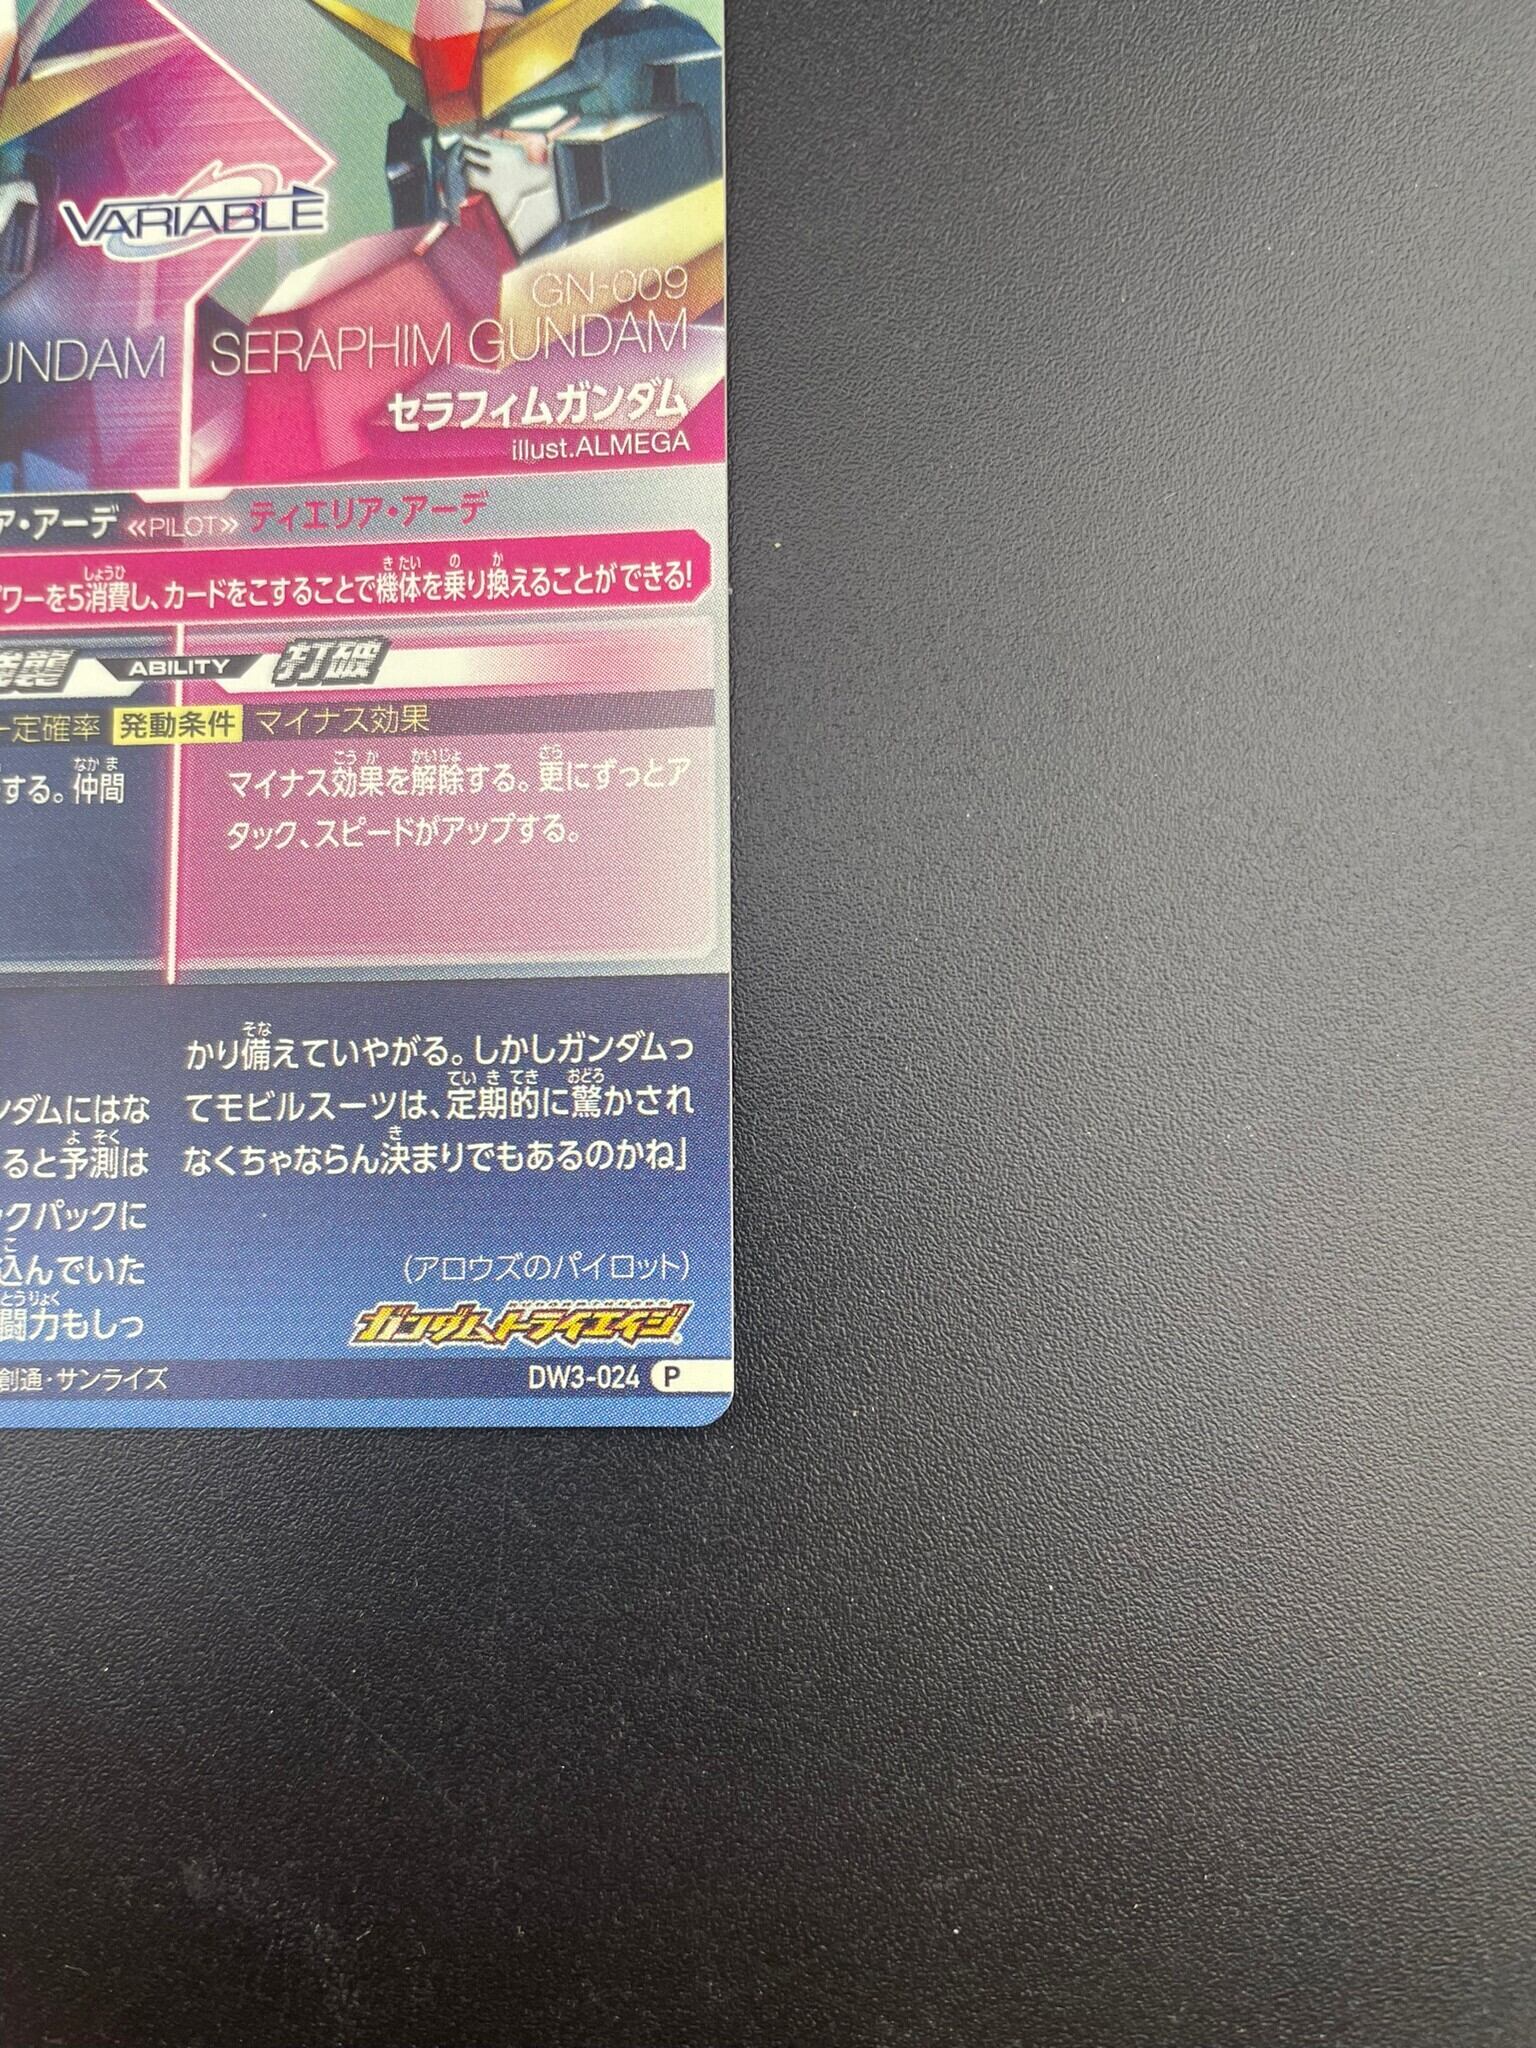 VARIABLE
GN-009
UNDAM SERAPHIM GUNDAM
セラフィムガンダム
illust.ALMEGA
ア・アーデ ≪PILOT≫ ティエリア・アーデ
ワーを5消費し、カードをこすることで機体を乗り換えることができる!
襲 ABILITY 打破
一定確率 発動条件 マイナス効果
する。仲間
マイナス効果を解除する。更にずっとア
タック、スピードがアップする。
ンダムにはな
ると予測は
ックパックに
込んでいた
闘力もしっ
かり備えていやがる。しかしガンダムっ
てモビルスーツは、定期的に驚かされ
なくちゃならん決まりでもあるのかね」
(アロウズのパイロット)
ガンダムトライエイジ
創通・サンライズ DW3-024 P